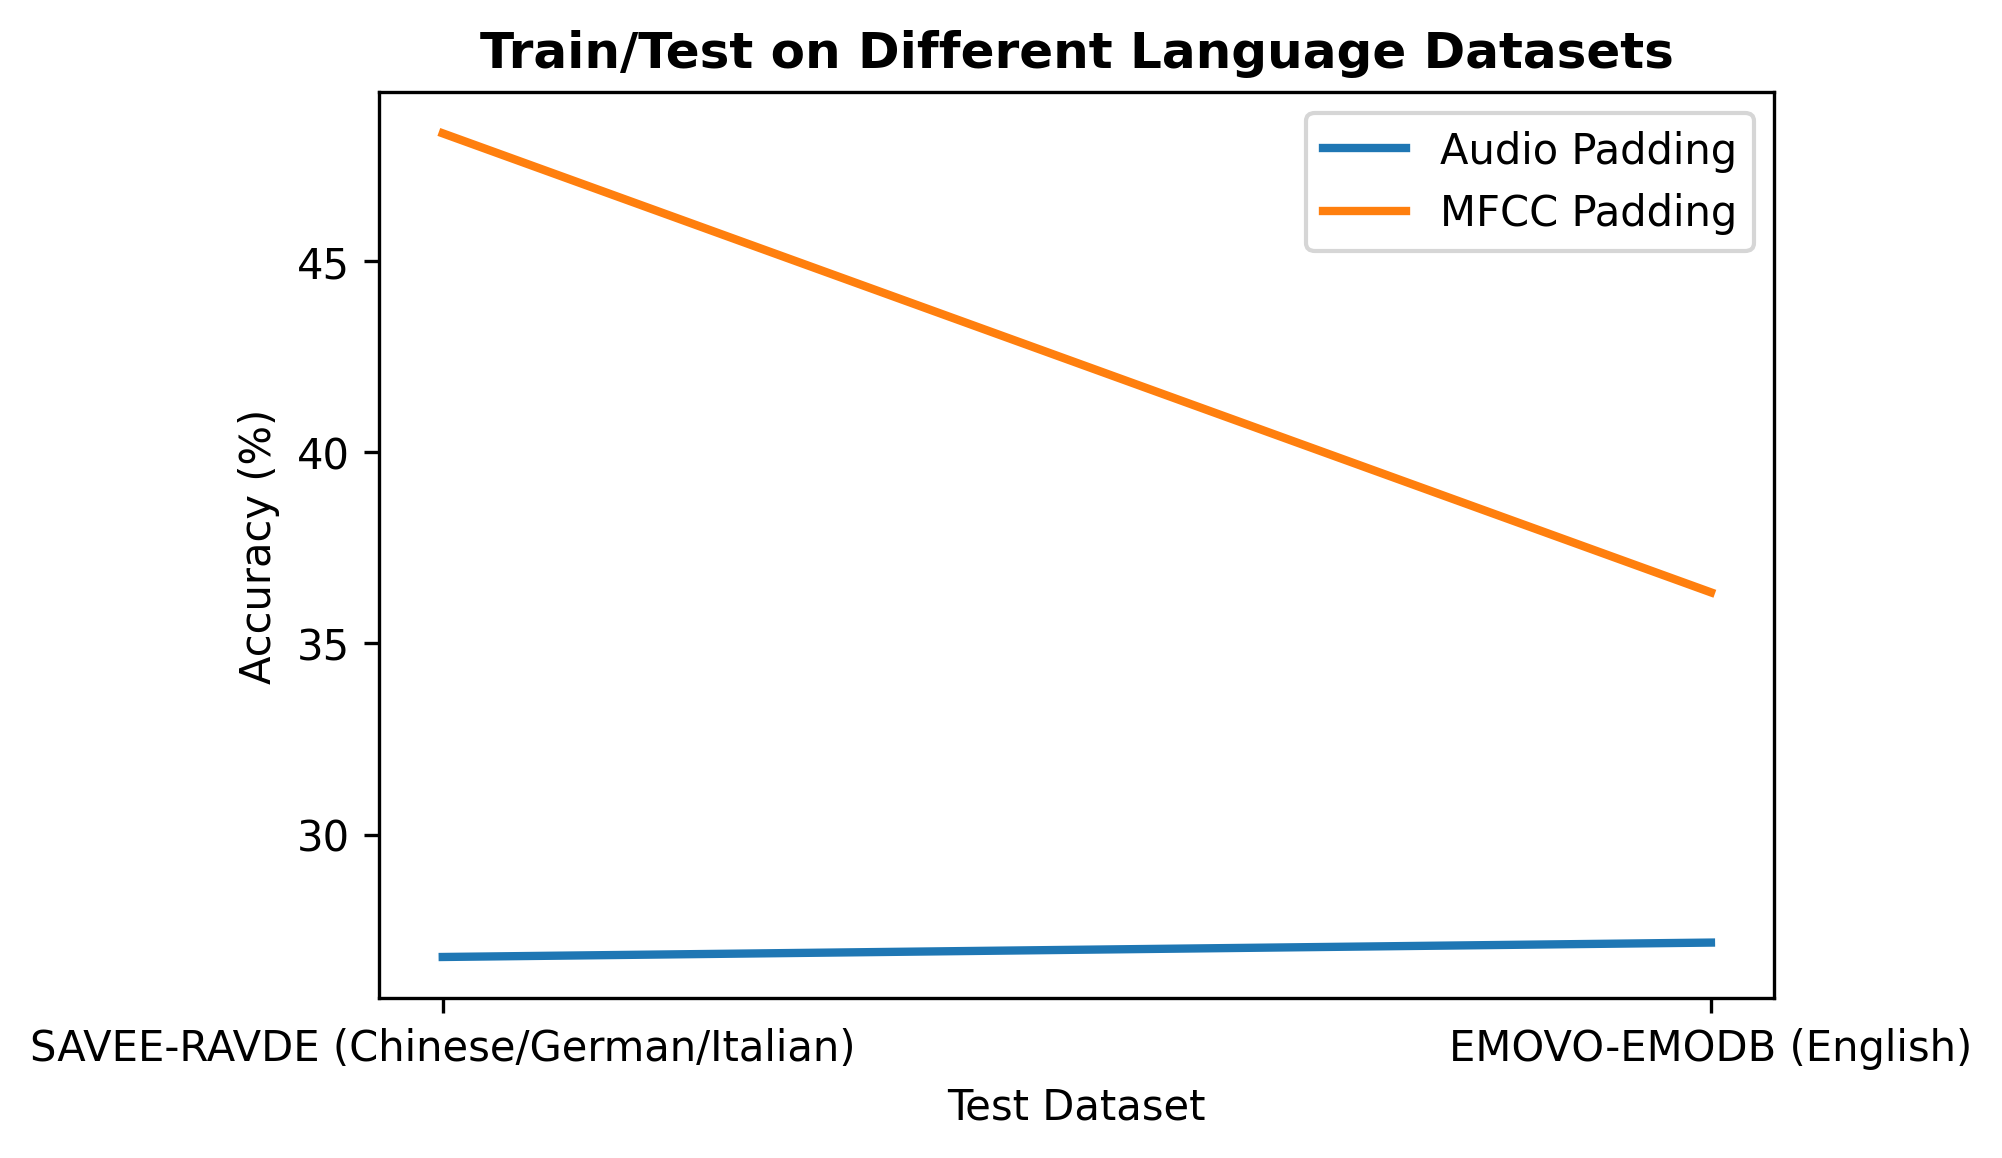 Train/Test on Different Language Datasets
Audio Padding
MFCC Padding
45
40
35
30
Accuracy (%)
SAVEE-RAVDE (Chinese/German/Italian)
EMOVO-EMODB (English)
Test Dataset